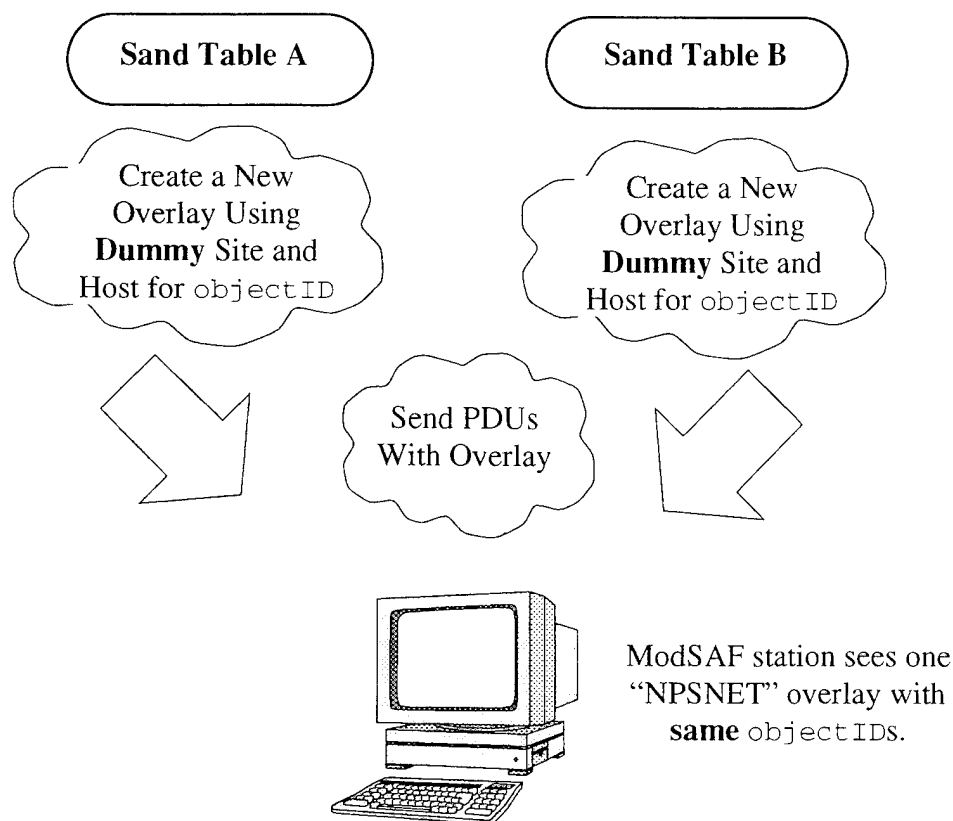 Sand Table A
Sand Table B
Create a New
Overlay Using
Dummy Site and
Host for objectID
Create a New
Overlay Using
Dummy Site and
Host for objectID
Send PDUs
With Overlay
ModSAF station sees one
“NPSNET” overlay with
same objectIDs.